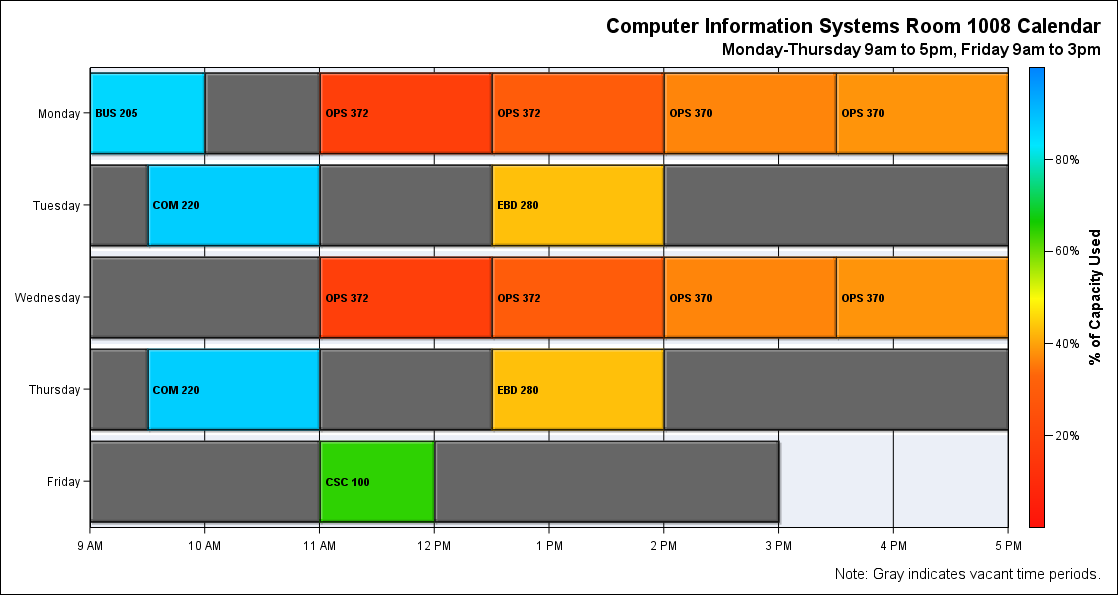 Computer Information Systems Room 1008 Calendar
Monday-Thursday 9am to 5pm, Friday 9am to 3pm
Monday
BUS 205
OPS 372
OPS 372
OPS 370
OPS 370
Tuesday
COM 220
EBD 280
Wednesday
OPS 372
OPS 372
OPS 370
OPS 370
Thursday
COM 220
EBD 280
Friday
CSC 100
9 AM
10 AM
11 AM
12 PM
1 PM
2 PM
3 PM
4 PM
5 PM
80%
60%
40%
20%
% of Capacity Used
Note: Gray indicates vacant time periods.